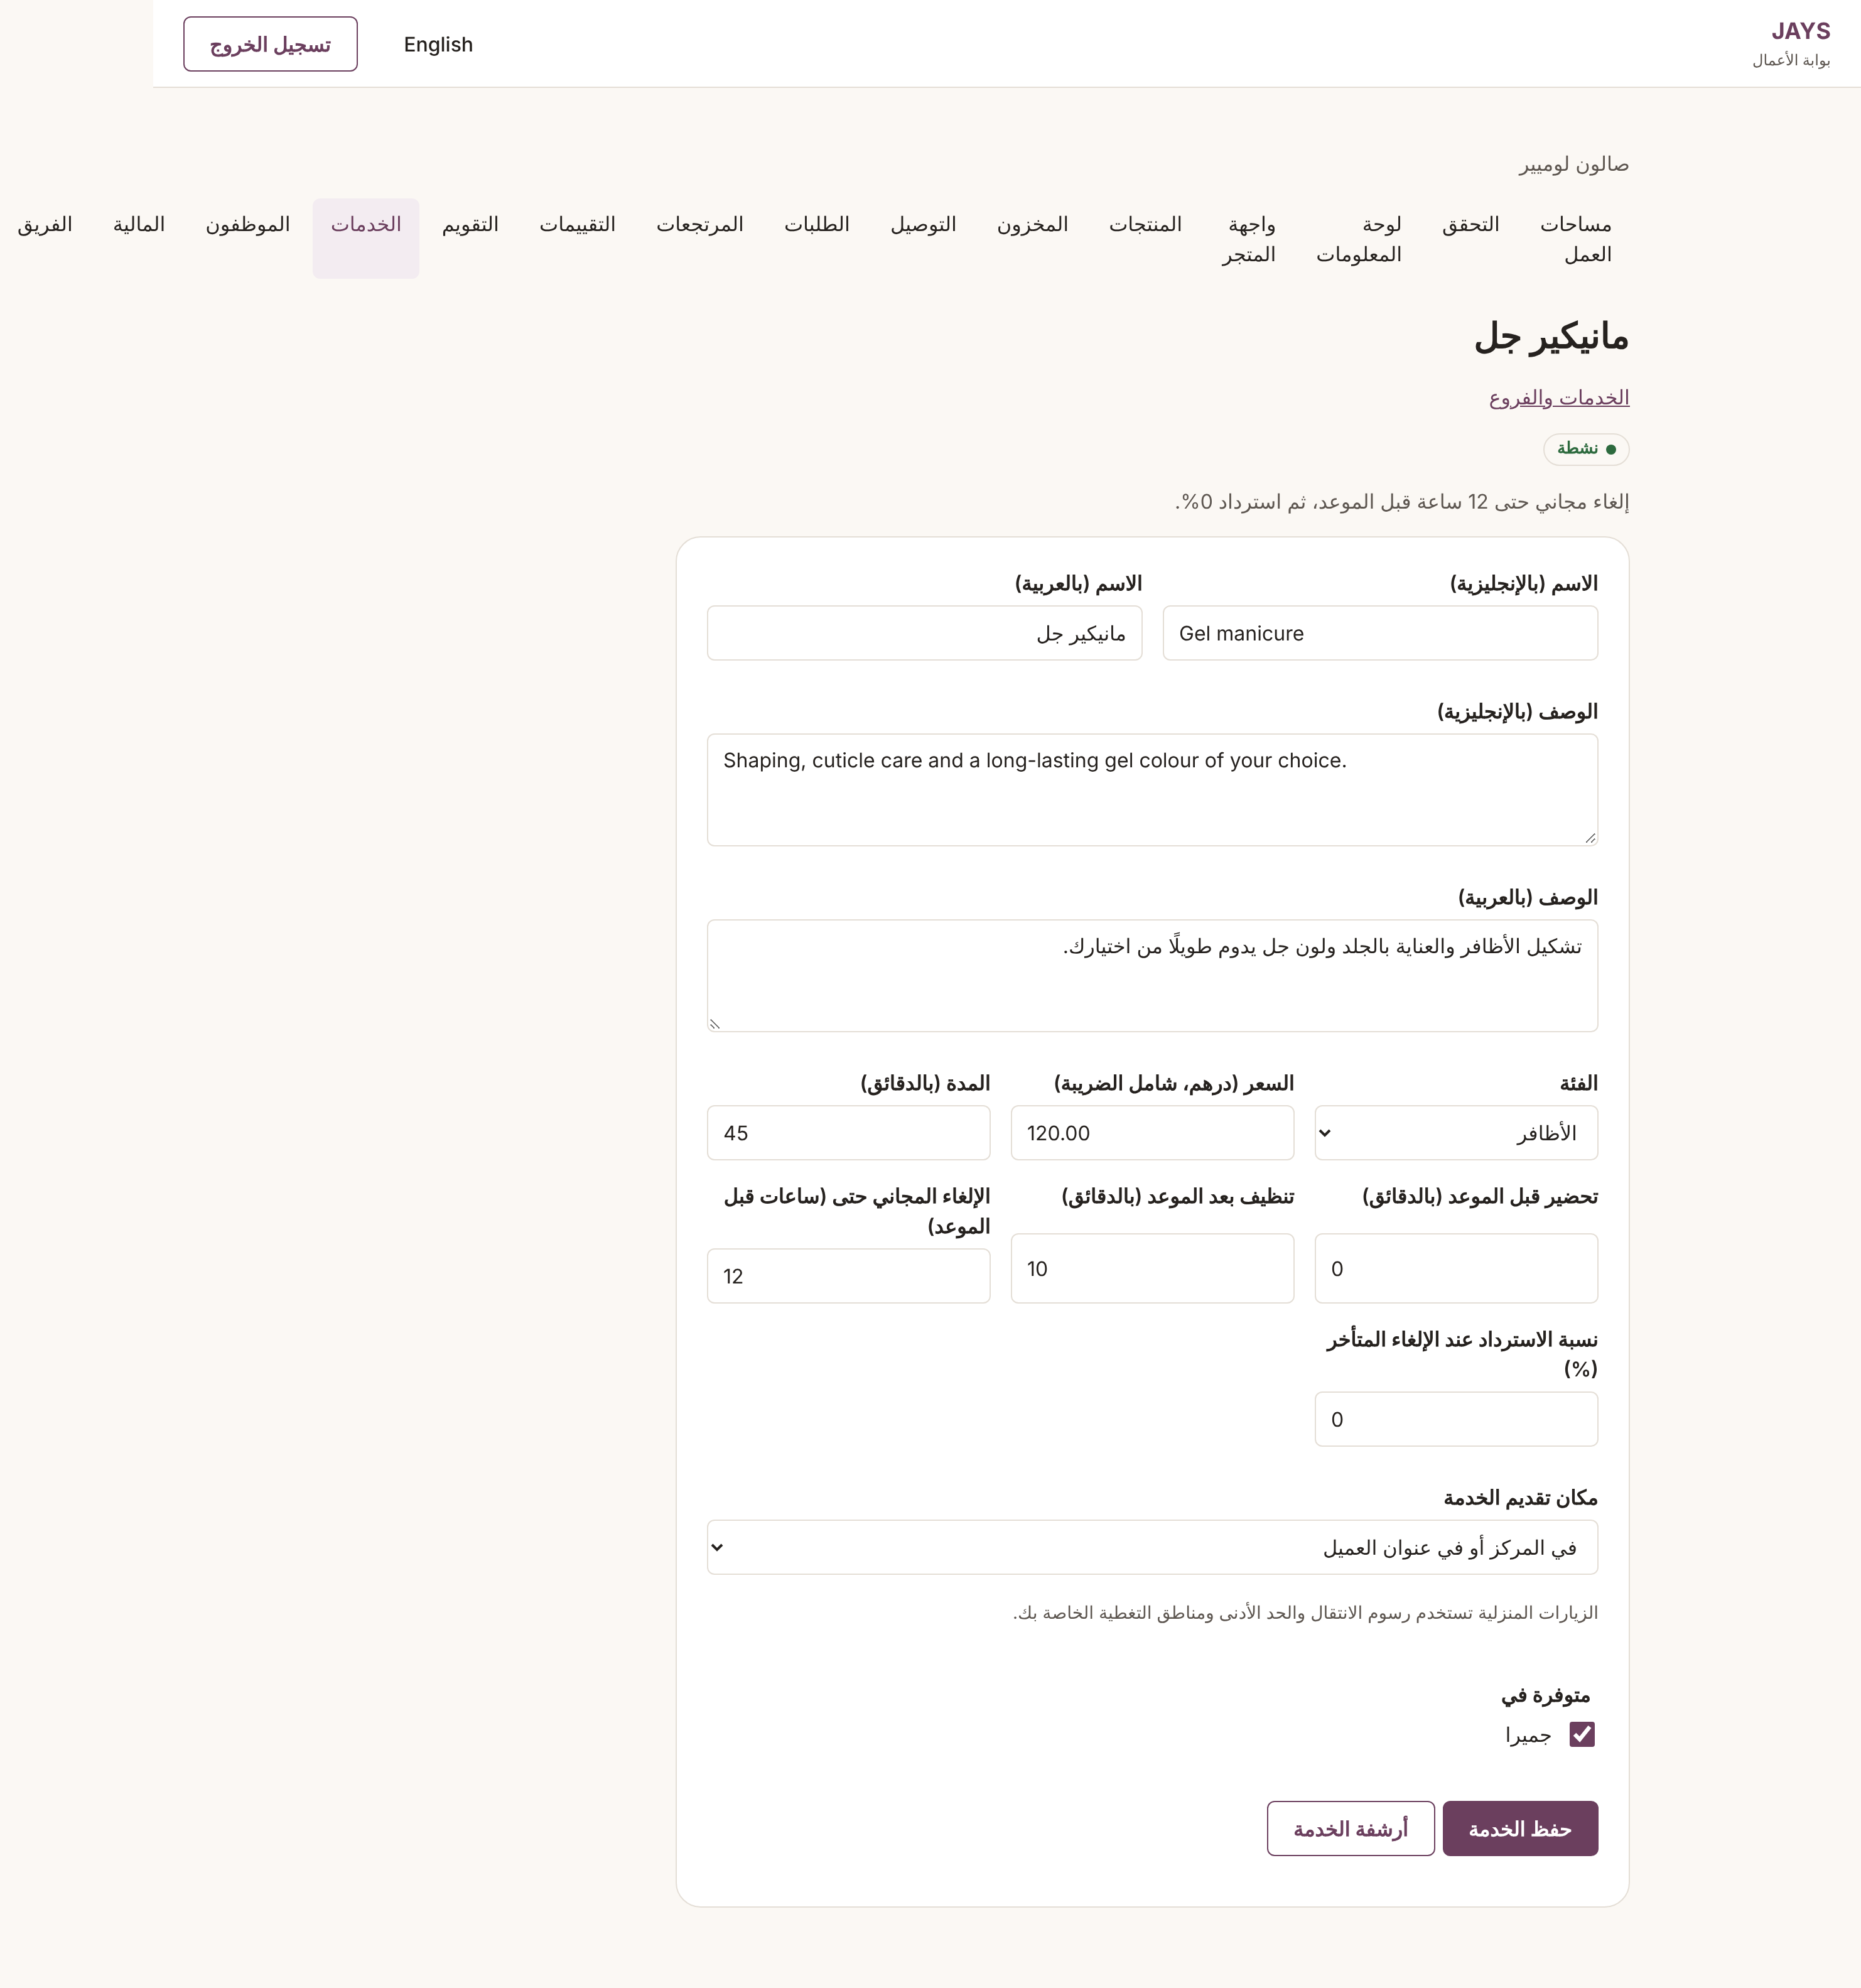 JAYS
بوابة الأعمال
English
تسجيل الخروج
صالون لوميير
مساحات العمل
التحقق
لوحة المعلومات
واجهة المتجر
المنتجات
المخزون
التوصيل
الطلبات
المرتجعات
التقييمات
التقويم
الخدمات
الموظفون
المالية
الفريق
مانيكير جل
الخدمات والفروع
نشطة
إلغاء مجاني حتى 12 ساعة قبل الموعد، ثم استرداد 0%.
الاسم (بالإنجليزية)
Gel manicure
الاسم (بالعربية)
مانيكير جل
الوصف (بالإنجليزية)
Shaping, cuticle care and a long-lasting gel colour of your choice.
الوصف (بالعربية)
تشكيل الأظافر والعناية بالجلد ولون جل يدوم طويلًا من اختيارك.
الفئة
الأظافر
السعر (درهم، شامل الضريبة)
120.00
المدة (بالدقائق)
45
تحضير قبل الموعد (بالدقائق)
0
تنظيف بعد الموعد (بالدقائق)
10
الإلغاء المجاني حتى (ساعات قبل
الموعد)
12
نسبة الاسترداد عند الإلغاء المتأخر
(%)
0
مكان تقديم الخدمة
في المركز أو في عنوان العميل
الزيارات المنزلية تستخدم رسوم الانتقال والحد الأدنى ومناطق التغطية الخاصة بك.
متوفرة في
جميرا
حفظ الخدمة
أرشفة الخدمة